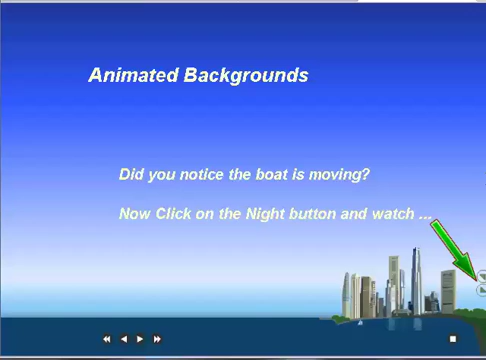 Animated Backgrounds
Did you notice the boat is moving?
Now Click on the Night button and watch ...